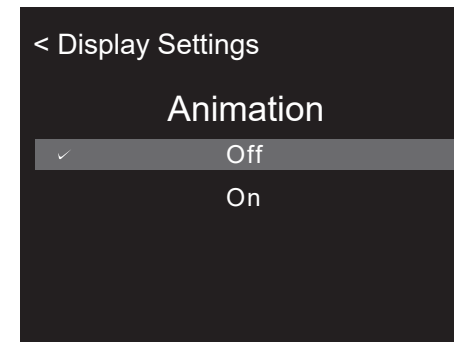 < Display Settings
Animation
✓ Off
On